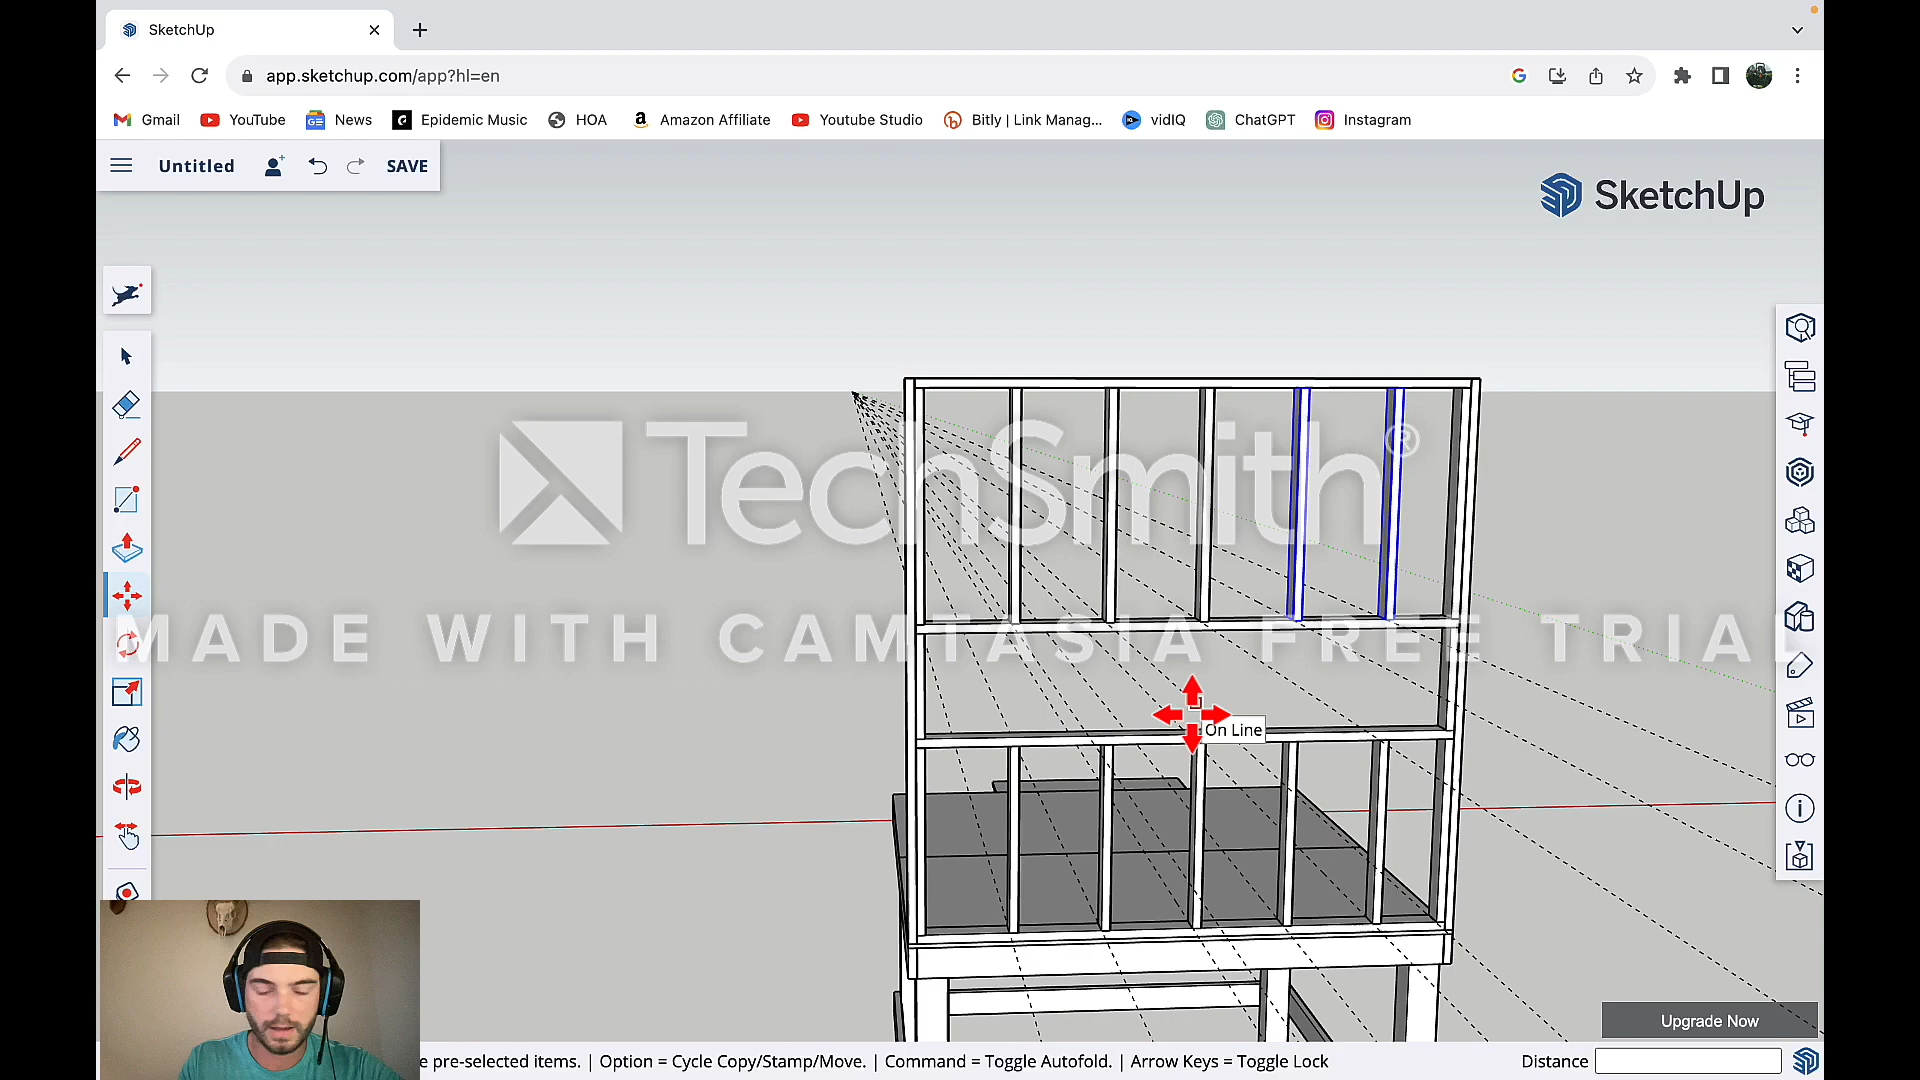 SketchUp
app.sketchup.com/app?hl=en
Gmail YouTube News Epidemic Music HOA Amazon Affiliate Youtube Studio Bitly | Link Manag... vidIQ ChatGPT Instagram
Untitled SAVE
SketchUp
TechSmith®
MADE WITH CAMTASIA FREE TRIAL
On Line
Upgrade Now
e pre-selected items. | Option = Cycle Copy/Stamp/Move. | Command = Toggle Autofold. | Arrow Keys = Toggle Lock
Distance